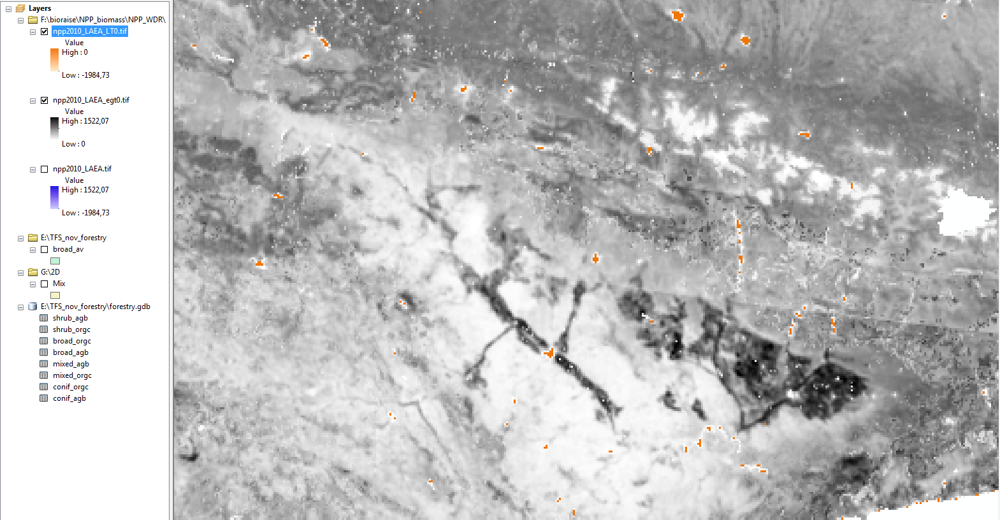 Layers
F:\bioraise\NPP_biomass\NPP_WDR\
npp2010_LAEA_LT0.tif
Value
High : 0
Low : -1984,73
npp2010_LAEA_egt0.tif
Value
High : 1522,07
Low : 0
npp2010_LAEA.tif
Value
High : 1522,07
Low : -1984,73
E:\TFS_nov_forestry
broad_av
G:\2D
Mix
E:\TFS_nov_forestry\forestry.gdb
shrub_agb
shrub_orgc
broad_orgc
broad_agb
mixed_agb
mixed_orgc
conif_orgc
conif_agb